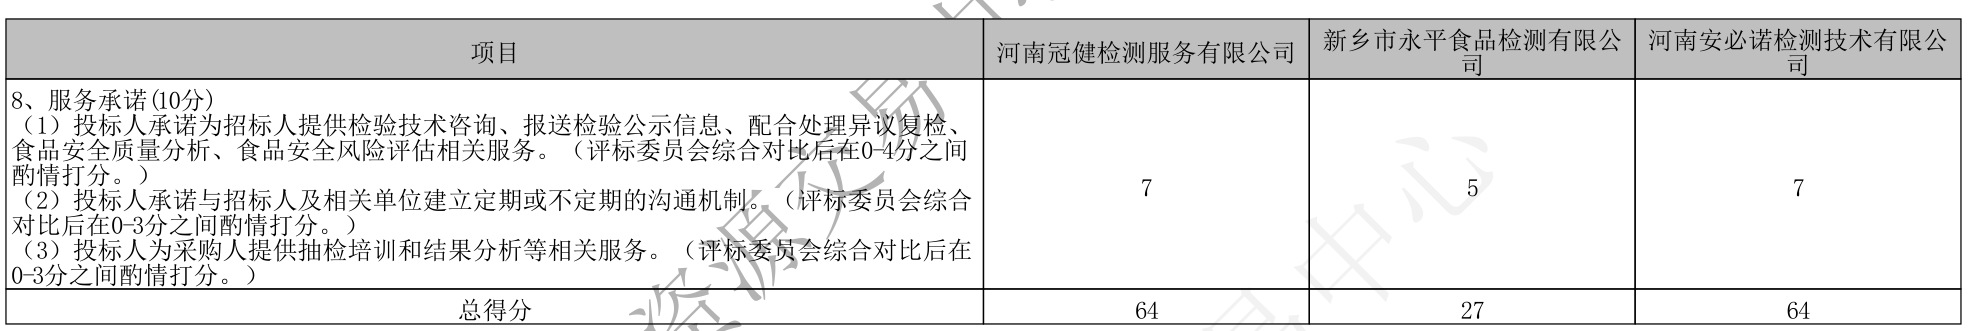 项目
河南冠健检测服务有限公司
新乡市永平食品检测有限公
司
河南安必诺检测技术有限公
司
8、服务承诺(10分)
（1）投标人承诺为招标人提供检验技术咨询、报送检验公示信息、配合处理异议复检、
食品安全质量分析、食品安全风险评估相关服务。（评标委员会综合对比后在0-4分之间
酌情打分。）
（2）投标人承诺与招标人及相关单位建立定期或不定期的沟通机制。（评标委员会综合
对比后在0-3分之间酌情打分。）
（3）投标人为采购人提供抽检培训和结果分析等相关服务。（评标委员会综合对比后在
0-3分之间酌情打分。）
7
5
7
总得分
64
27
64
资源交易中
易中心